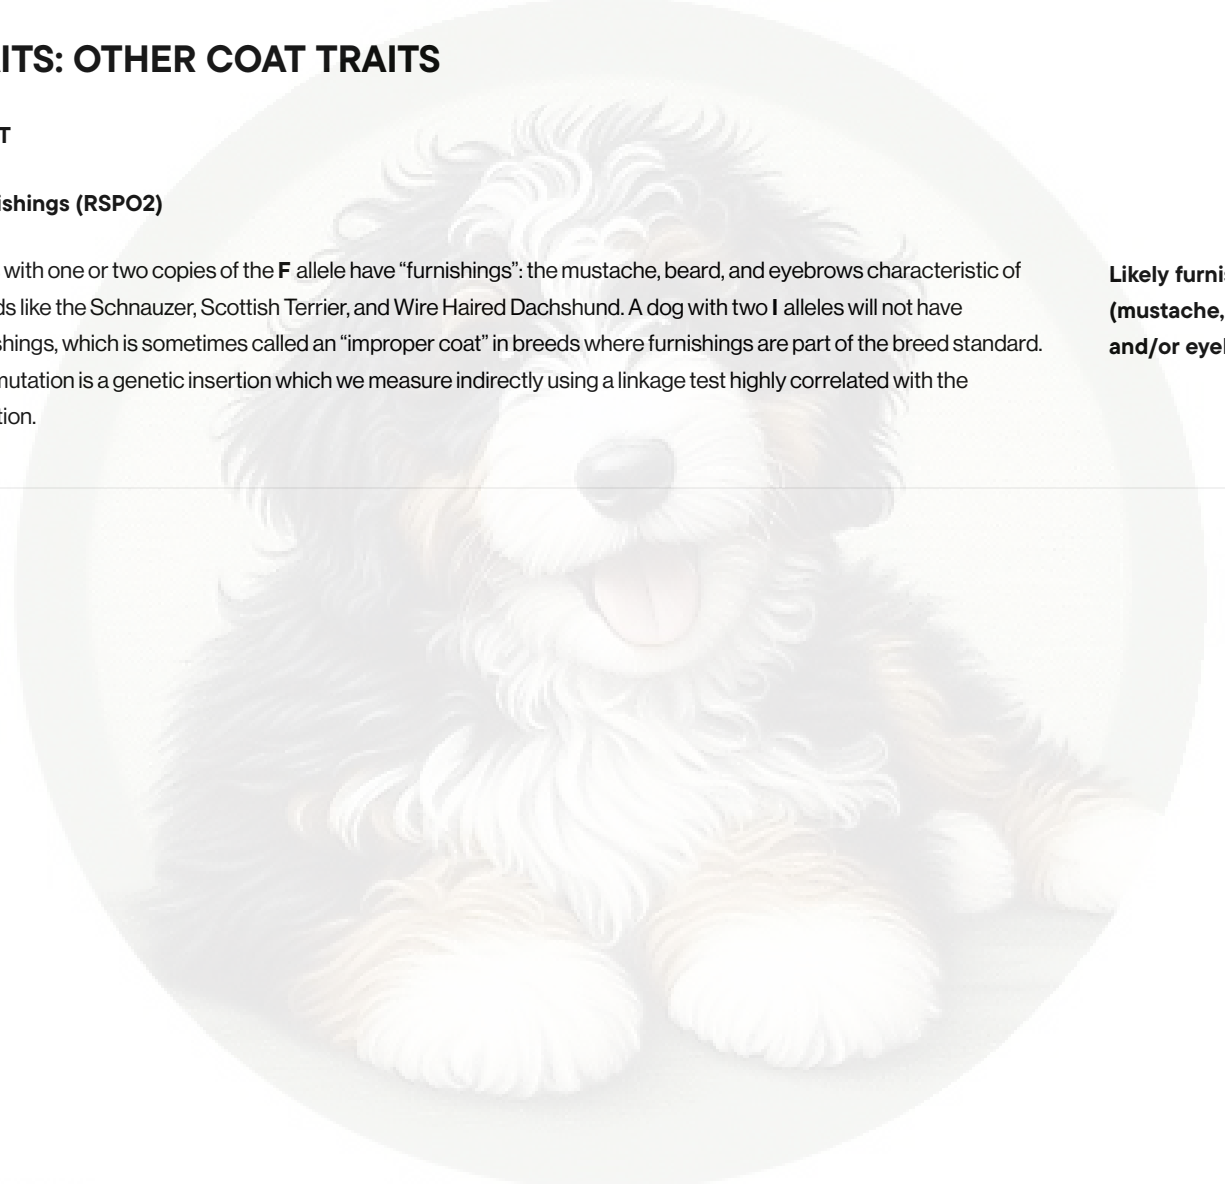 ITS: OTHER COAT TRAITS
T
ishings (RSPO2)
with one or two copies of the F allele have “furnishings”: the mustache, beard, and eyebrows characteristic of
ds like the Schnauzer, Scottish Terrier, and Wire Haired Dachshund. A dog with two I alleles will not have
shings, which is sometimes called an “improper coat” in breeds where furnishings are part of the breed standard.
mutation is a genetic insertion which we measure indirectly using a linkage test highly correlated with the
tion.
Likely furnis
(mustache,
and/or eye